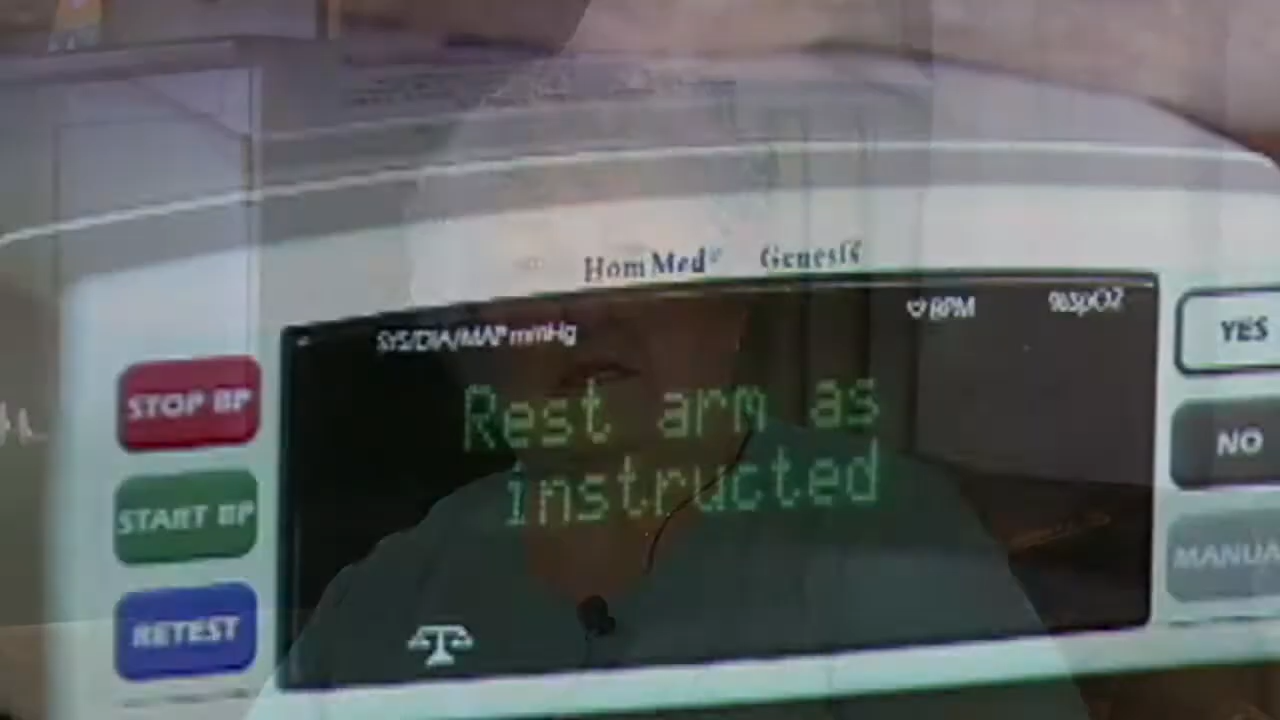 HomMed® Genesis
SYS/DIA/MAP mmHg
BPM
%SpO2
Rest arm as
instructed
STOP BP
START BP
RETEST
YES
NO
MANUA